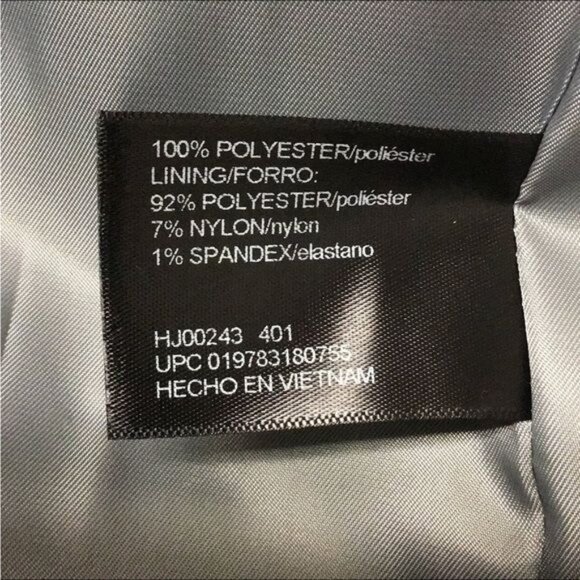 100% POLYESTER/poliéster
LINING/FORRO:
92% POLYESTER/poliéster
7% NYLON/nylon
1% SPANDEX/elastano
HJ00243 401
UPC 019783180755
HECHO EN VIETNAM